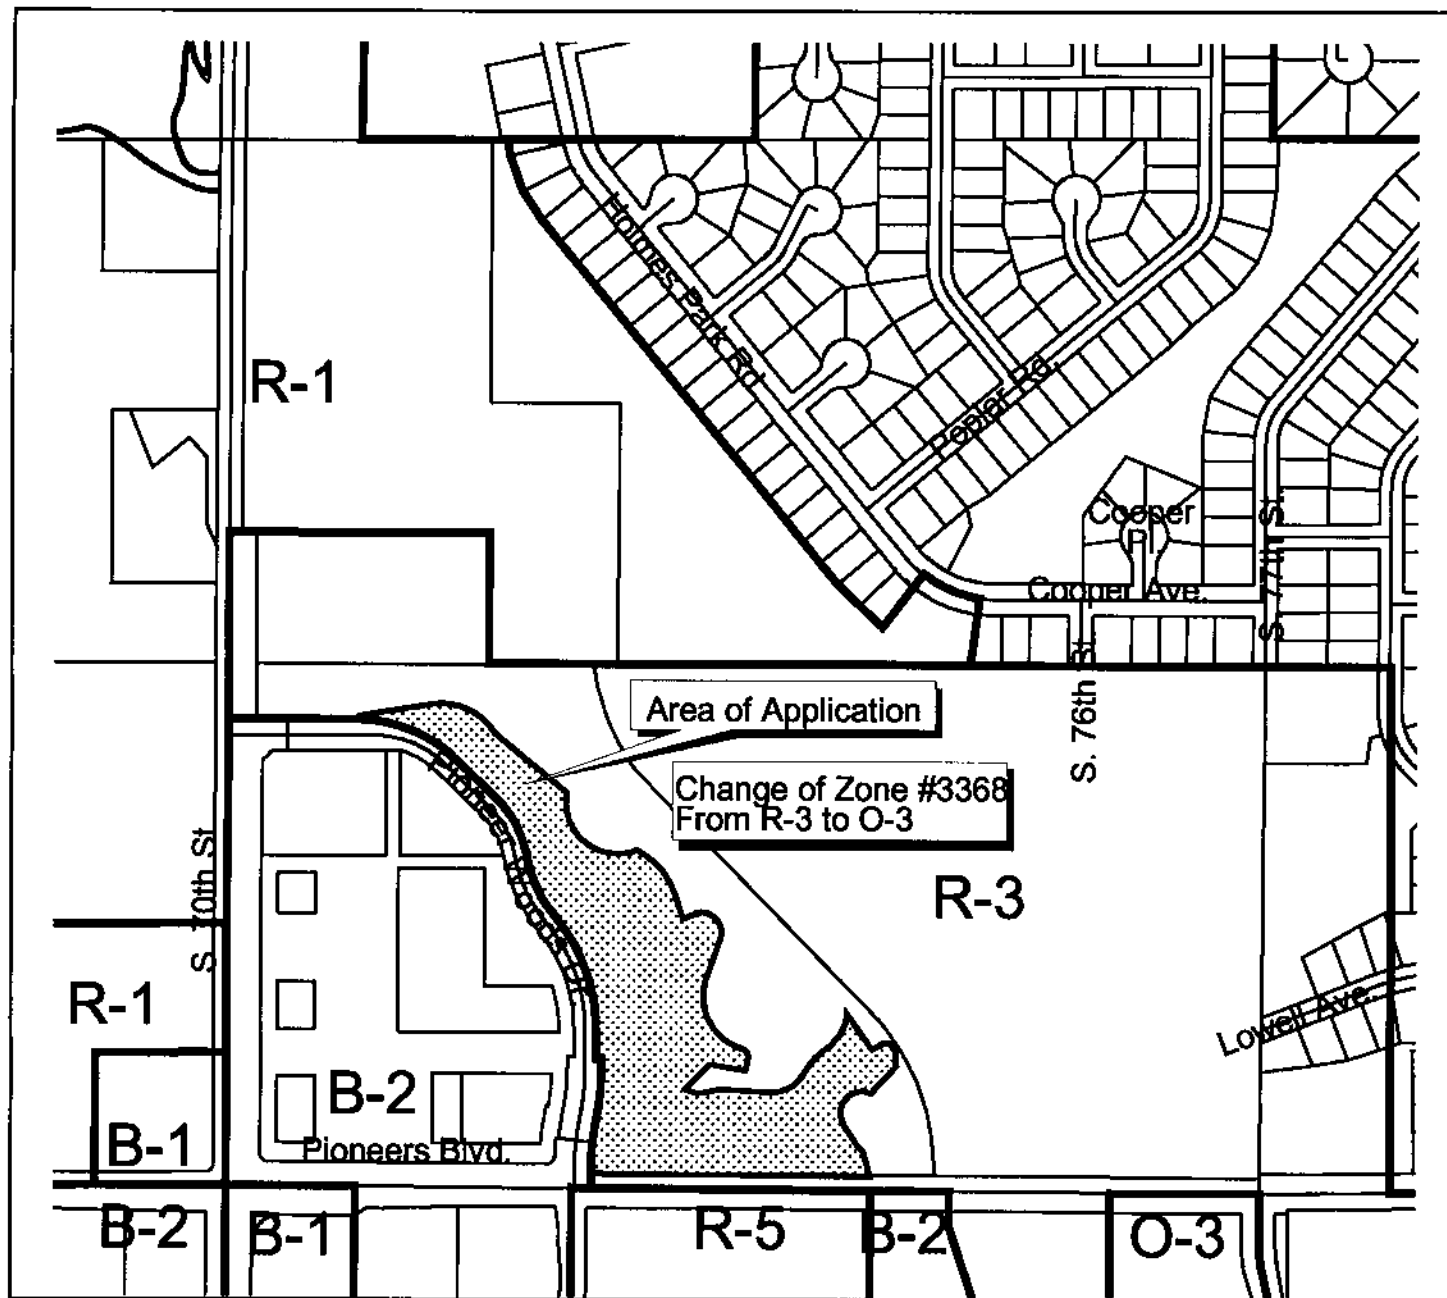 Holmes Park Rd
R-1
Pepler Rd.
Cooper
Pl
Cooper Ave.
S. 77th St.
S. 76th St.
Area of Application
Change of Zone #3368
From R-3 to O-3
Pioneer Woods Dr
S. 70th St
R-3
R-1
Lowell Ave.
B-2
B-1
Pioneers Blvd.
B-2
B-1
R-5
B-2
O-3